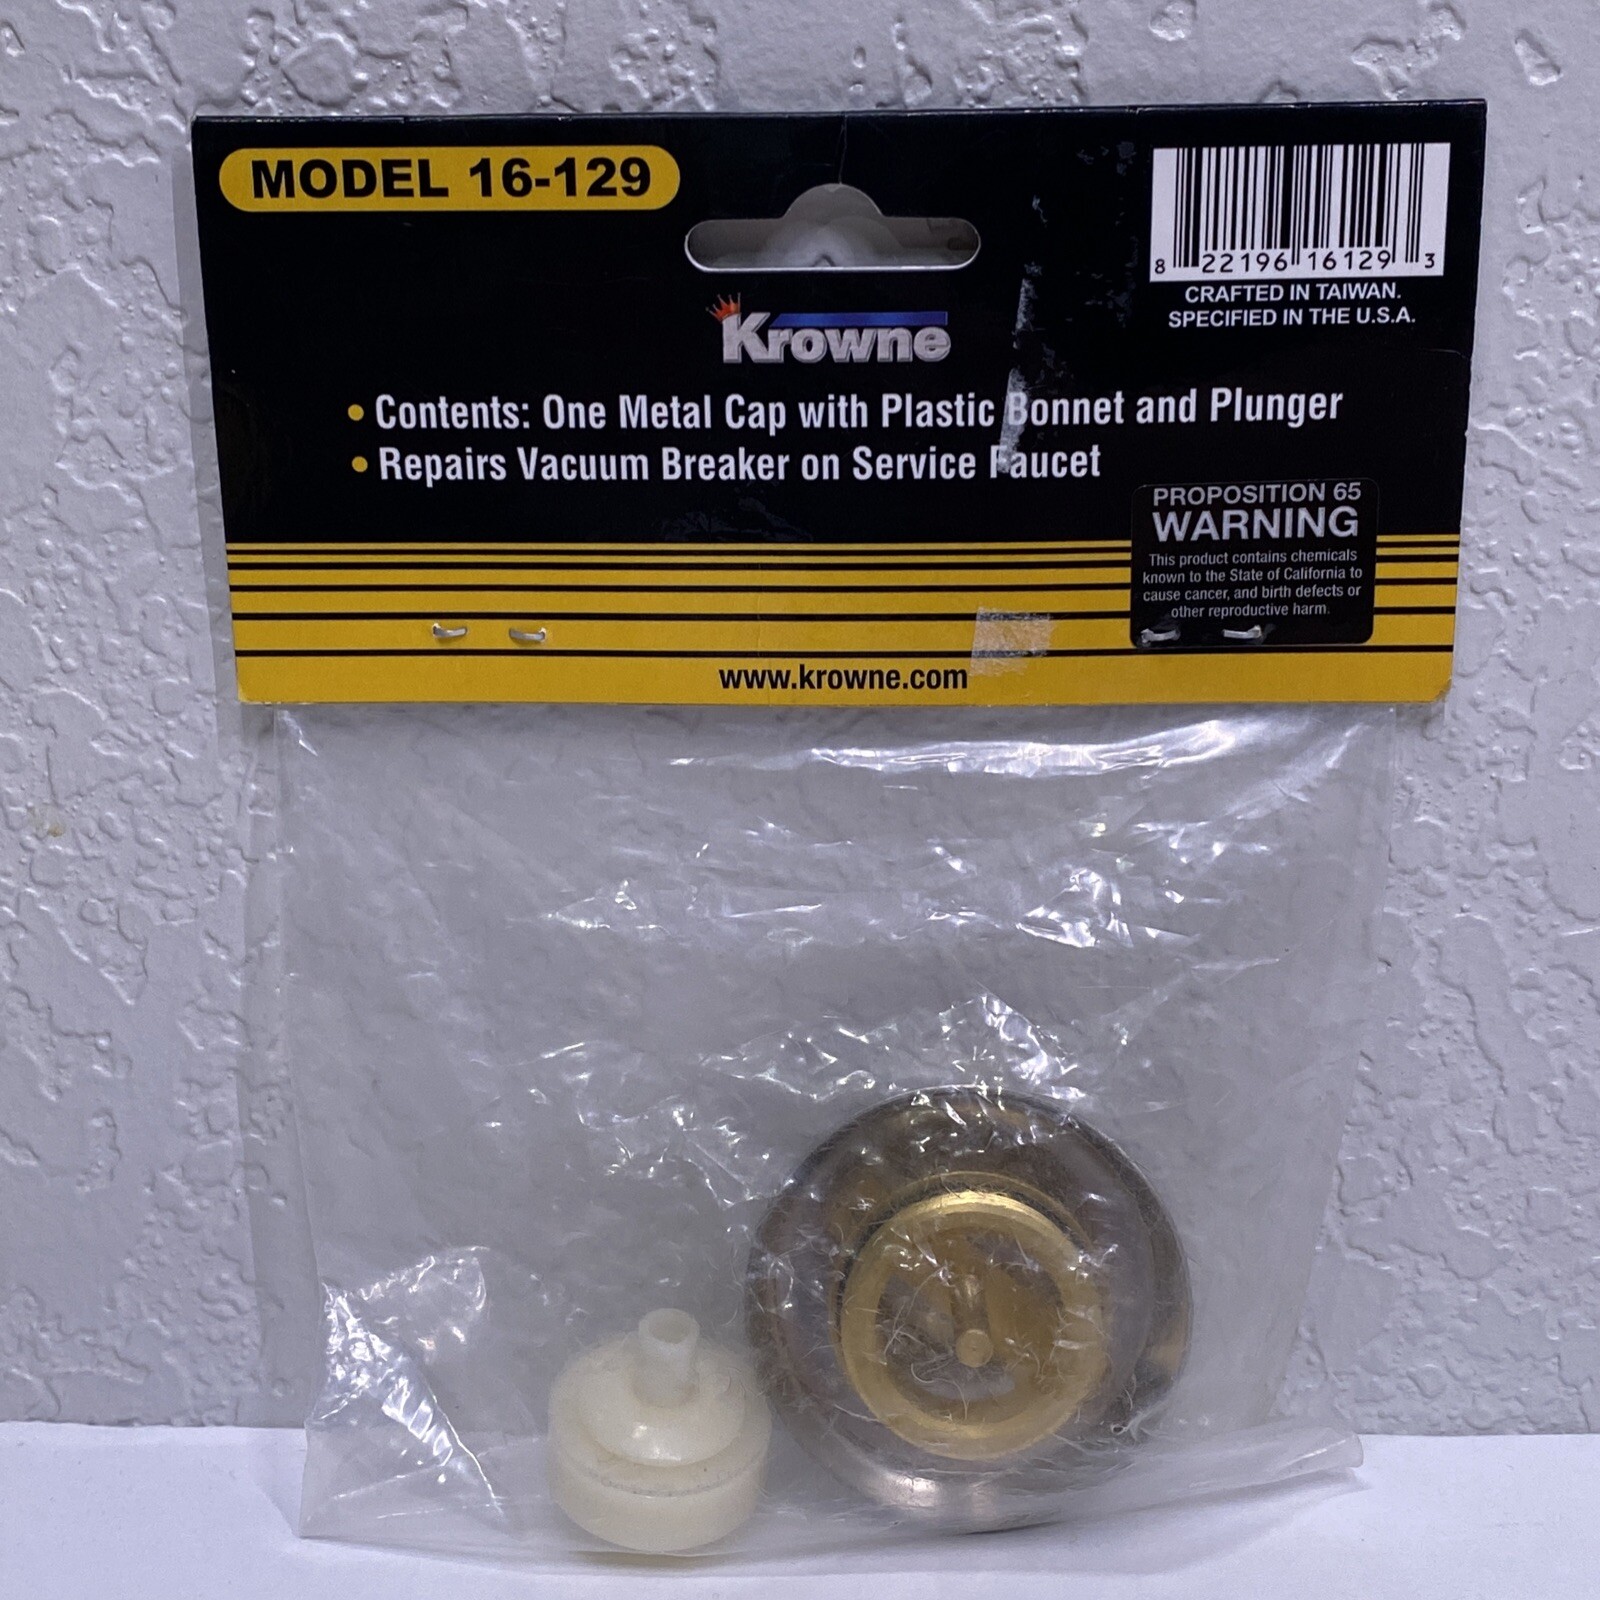 MODEL 16-129
8 22196 16129 3
CRAFTED IN TAIWAN.
SPECIFIED IN THE U.S.A.
Krowne
• Contents: One Metal Cap with Plastic Bonnet and Plunger
• Repairs Vacuum Breaker on Service Faucet
PROPOSITION 65
WARNING
This product contains chemicals
known to the State of California to
cause cancer, and birth defects or
other reproductive harm.
www.krowne.com